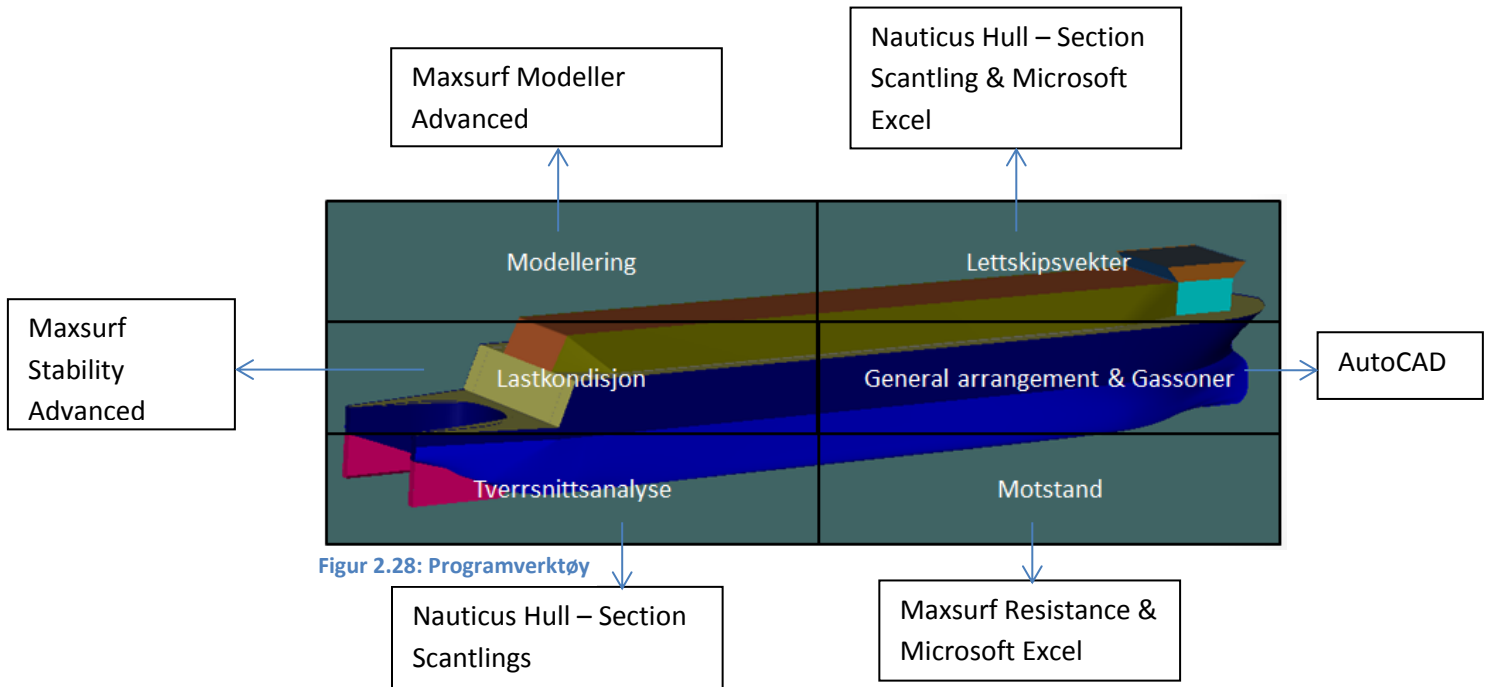 Nauticus Hull – Section
Scantling & Microsoft
Excel
Maxsurf Modeller
Advanced
Modellering
Lettskipsvekter
Maxsurf
Stability
Advanced
Lastkondisjon
General arrangement & Gassoner
AutoCAD
Tverrsnittsanalyse
Motstand
Figur 2.28: Programverktøy
Nauticus Hull – Section
Scantlings
Maxsurf Resistance &
Microsoft Excel